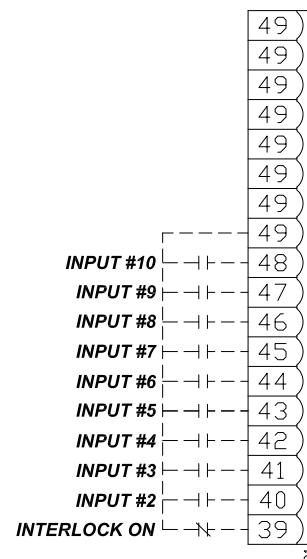 49
49
49
49
49
49
49
49
INPUT #10 48
INPUT #9 47
INPUT #8 46
INPUT #7 45
INPUT #6 44
INPUT #5 43
INPUT #4 42
INPUT #3 41
INPUT #2 40
INTERLOCK ON 39